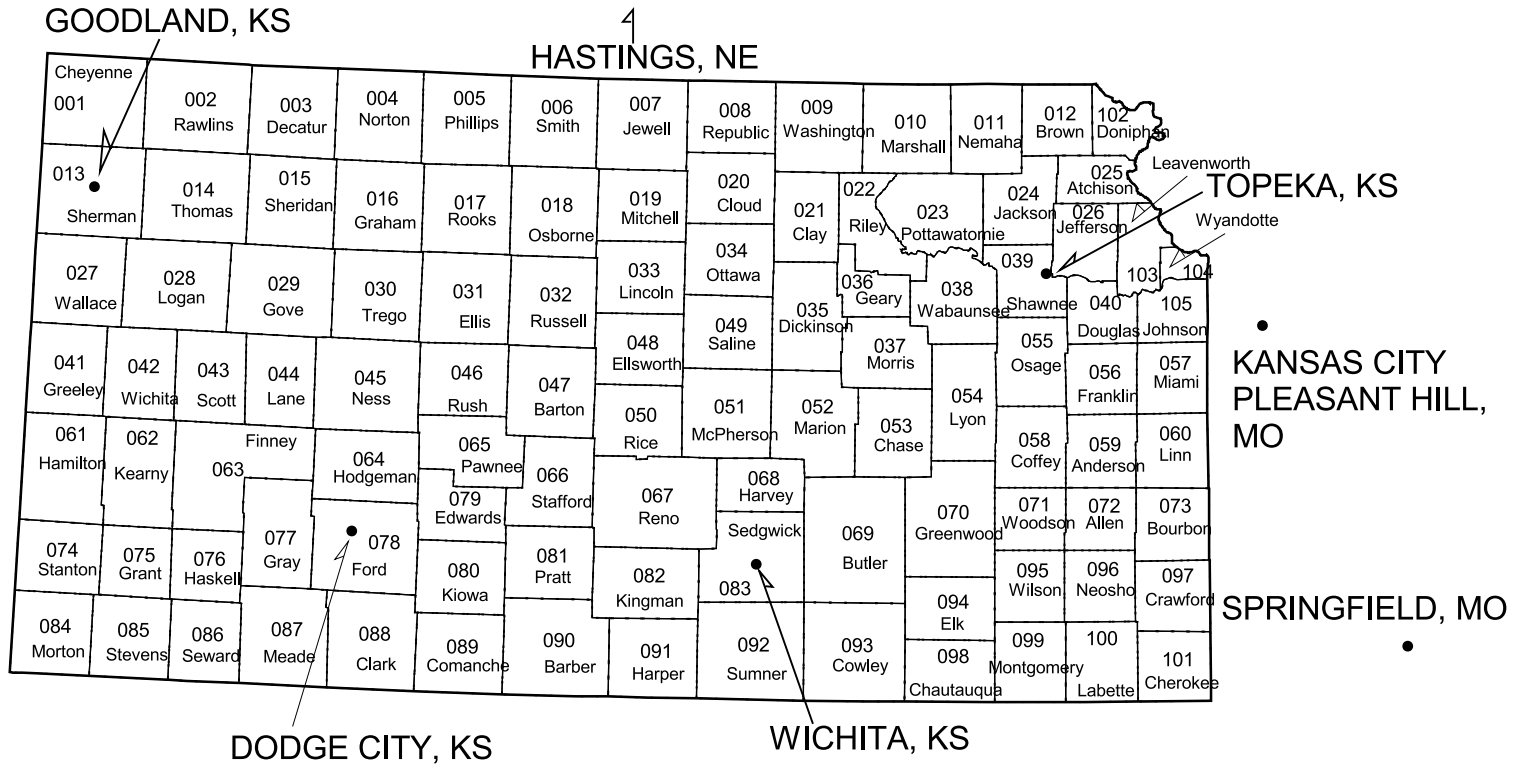 GOODLAND, KS
HASTINGS, NE
Cheyenne
001
002
Rawlins
003
Decatur
004
Norton
005
Phillips
006
Smith
007
Jewell
008
Republic
009
Washington
010
Marshall
011
Nemaha
012
Brown
102
Doniphan
013
Sherman
014
Thomas
015
Sheridan
016
Graham
017
Rooks
018
Osborne
019
Mitchell
020
Cloud
021
Clay
022
Riley
023
Pottawatomie
024
Jackson
025
Atchison
Leavenworth
TOPEKA, KS
026
Jefferson
Wyandotte
027
Wallace
028
Logan
029
Gove
030
Trego
031
Ellis
032
Russell
033
Lincoln
034
Ottawa
035
Dickinson
036
Geary
038
Wabaunsee
039
Shawnee
103
104
040
Douglas
105
Johnson
041
Greeley
042
Wichita
043
Scott
044
Lane
045
Ness
046
Rush
047
Barton
048
Ellsworth
049
Saline
037
Morris
055
Osage
056
Franklin
057
Miami
KANSAS CITY
PLEASANT HILL,
MO
050
Rice
051
McPherson
052
Marion
053
Chase
054
Lyon
058
Coffey
059
Anderson
060
Linn
061
Hamilton
062
Kearny
Finney
063
064
Hodgeman
065
Pawnee
066
Stafford
067
Reno
068
Harvey
Sedgwick
083
069
Butler
070
Greenwood
071
Woodson
072
Allen
073
Bourbon
074
Stanton
075
Grant
076
Haskell
077
Gray
078
Ford
079
Edwards
080
Kiowa
081
Pratt
082
Kingman
094
Elk
095
Wilson
096
Neosho
097
Crawford
SPRINGFIELD, MO
084
Morton
085
Stevens
086
Seward
087
Meade
088
Clark
089
Comanche
090
Barber
091
Harper
092
Sumner
093
Cowley
098
Chautauqua
099
Montgomery
100
Labette
101
Cherokee
DODGE CITY, KS
WICHITA, KS